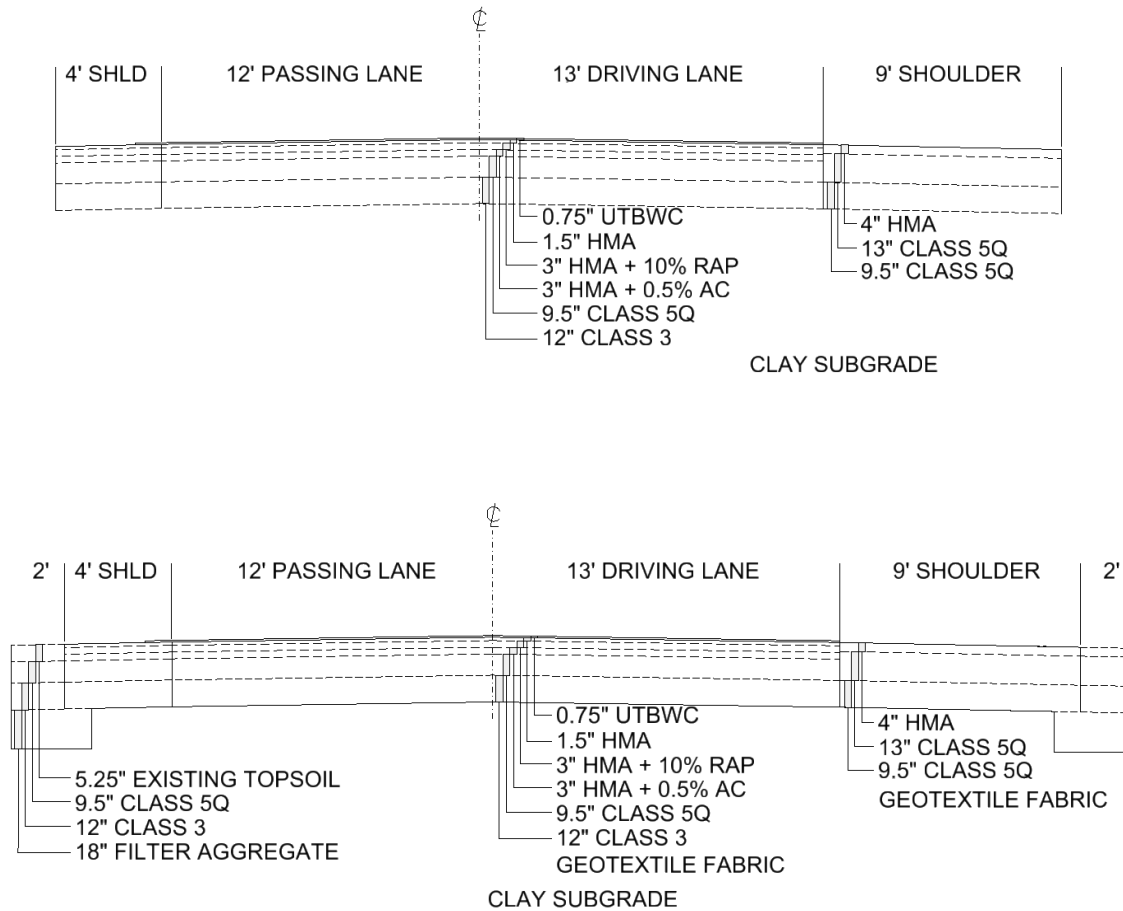 ℄
4' SHLD
12' PASSING LANE
13' DRIVING LANE
9' SHOULDER
0.75" UTBWC
1.5" HMA
3" HMA + 10% RAP
3" HMA + 0.5% AC
9.5" CLASS 5Q
12" CLASS 3
4" HMA
13" CLASS 5Q
9.5" CLASS 5Q
CLAY SUBGRADE
℄
2'
4' SHLD
12' PASSING LANE
13' DRIVING LANE
9' SHOULDER
2'
5.25" EXISTING TOPSOIL
9.5" CLASS 5Q
12" CLASS 3
18" FILTER AGGREGATE
0.75" UTBWC
1.5" HMA
3" HMA + 10% RAP
3" HMA + 0.5% AC
9.5" CLASS 5Q
12" CLASS 3
GEOTEXTILE FABRIC
4" HMA
13" CLASS 5Q
9.5" CLASS 5Q
GEOTEXTILE FABRIC
CLAY SUBGRADE